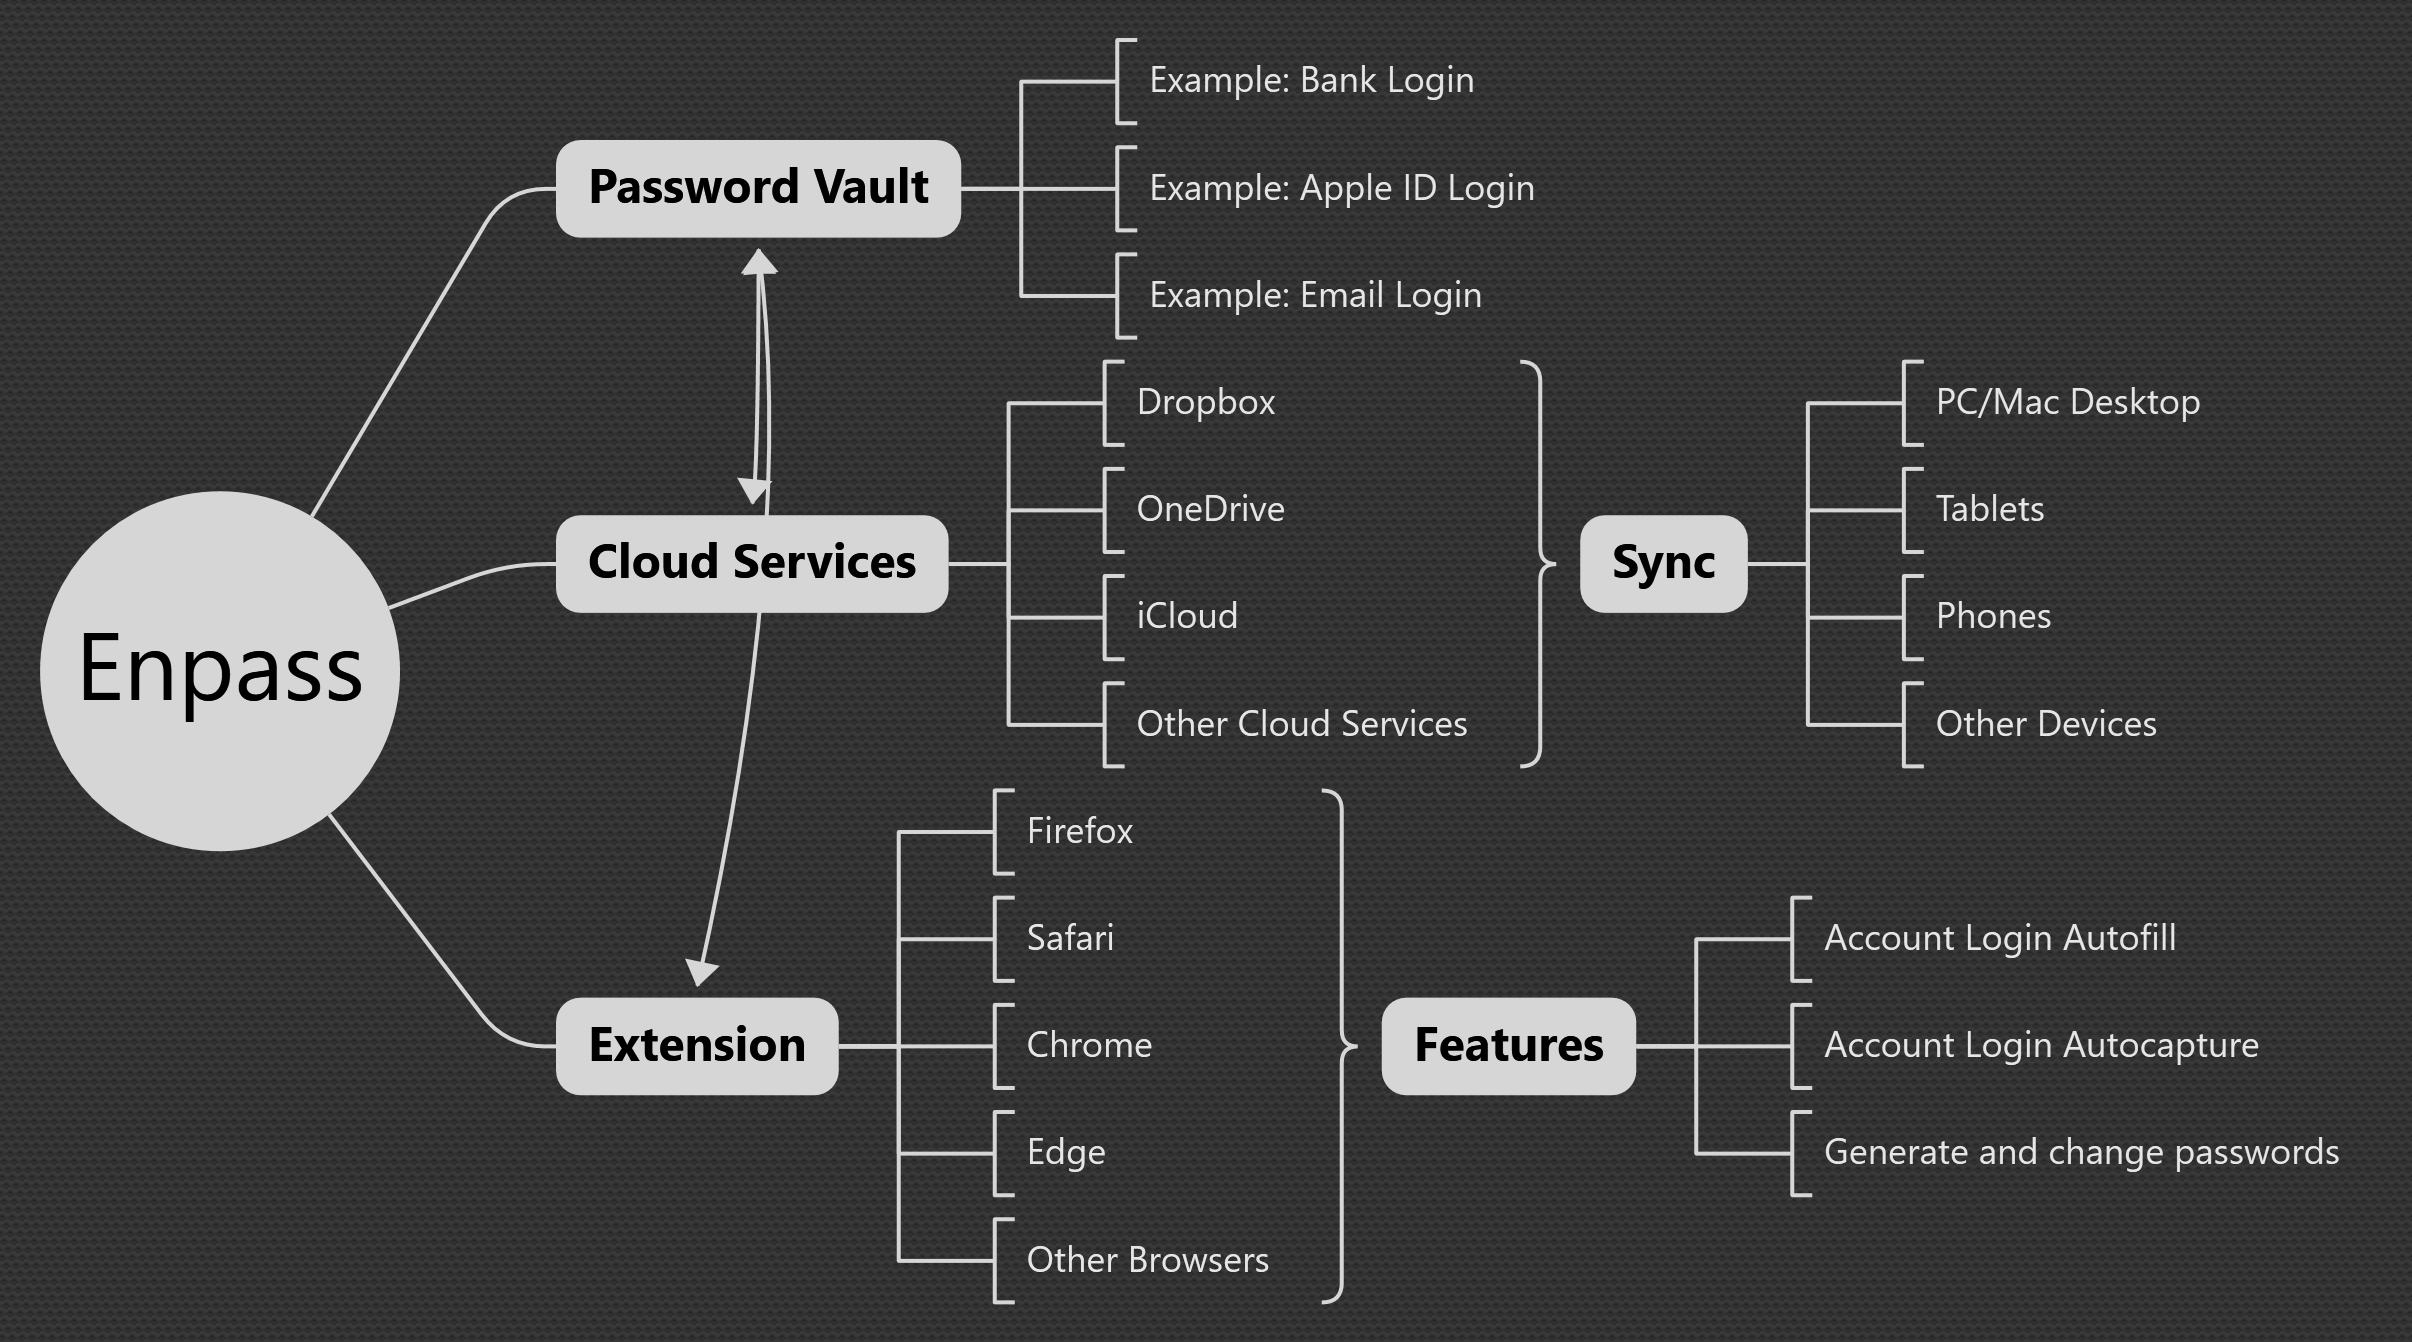 Enpass
Password Vault
Example: Bank Login
Example: Apple ID Login
Example: Email Login
Cloud Services
Dropbox
OneDrive
iCloud
Other Cloud Services
Sync
PC/Mac Desktop
Tablets
Phones
Other Devices
Extension
Firefox
Safari
Chrome
Edge
Other Browsers
Features
Account Login Autofill
Account Login Autocapture
Generate and change passwords